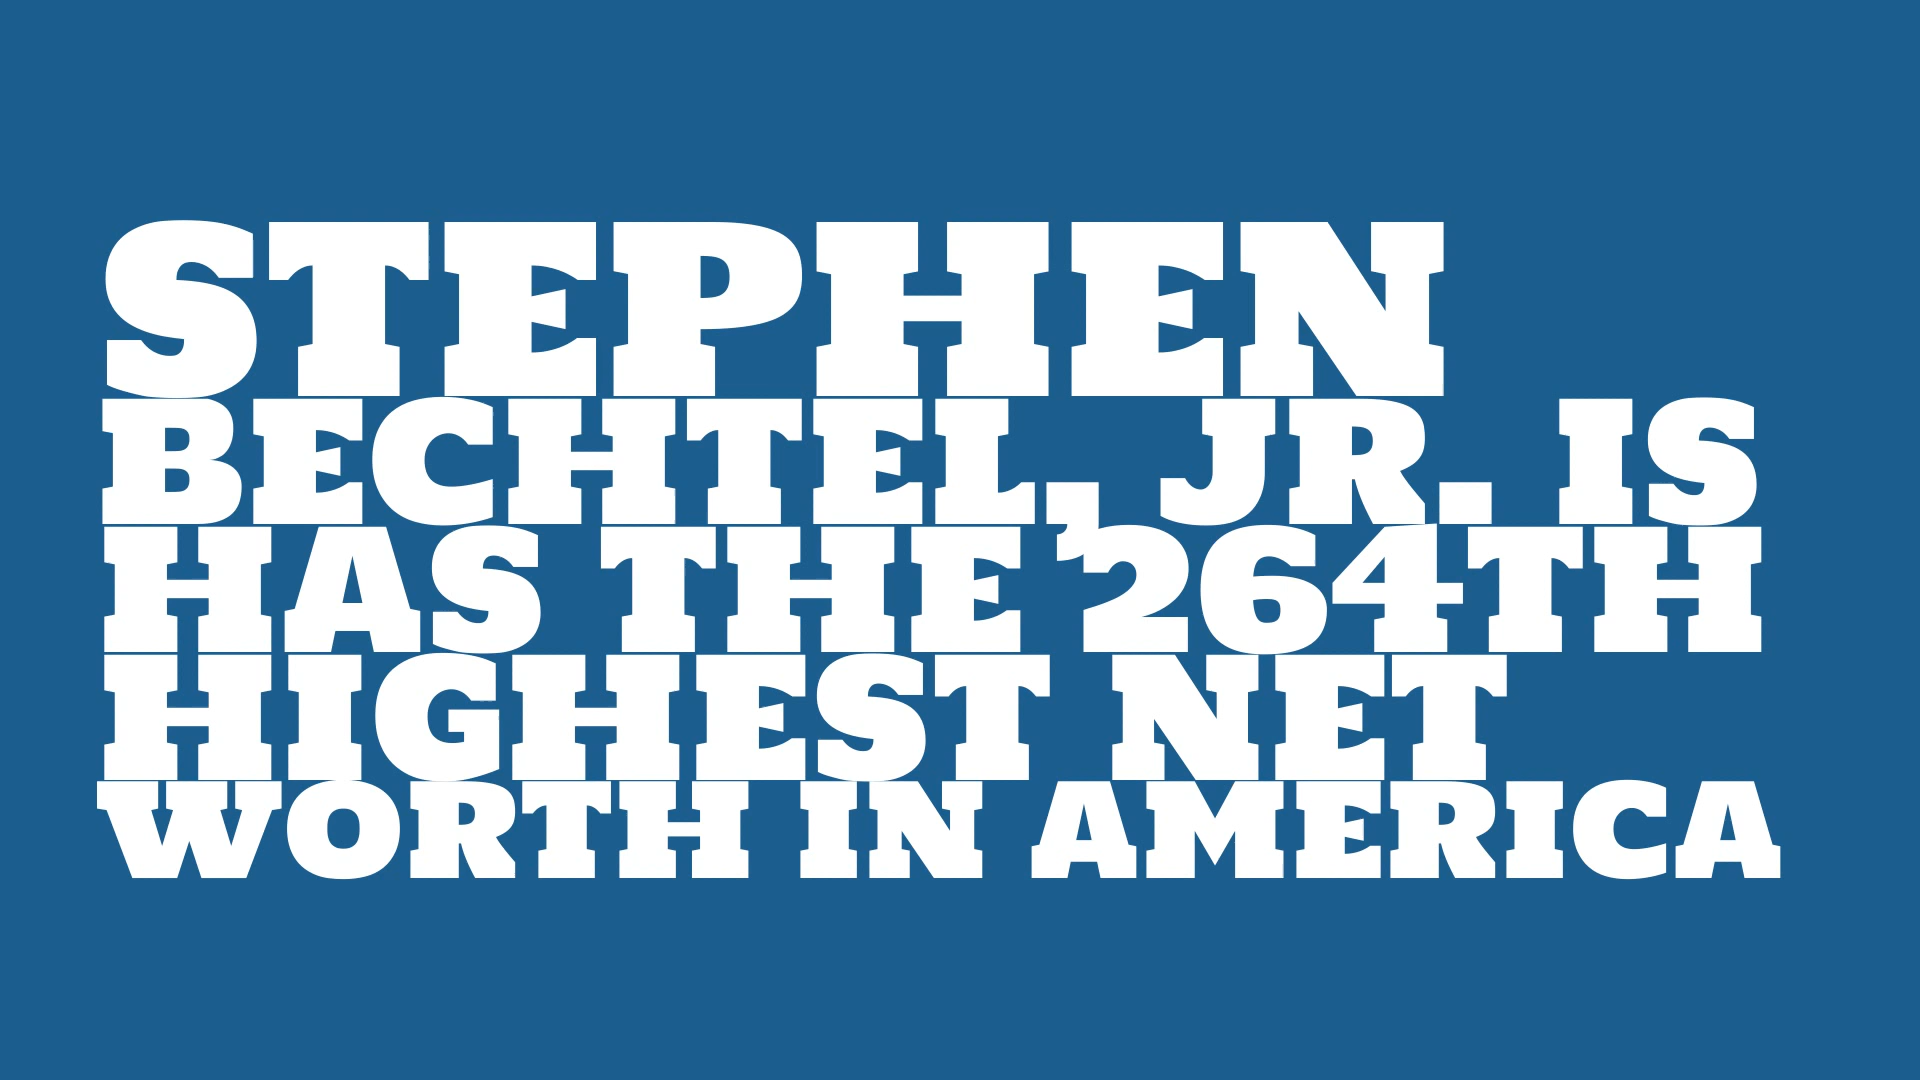 STEPHEN
BECHTEL, JR. IS
HAS THE 264TH
HIGHEST NET
WORTH IN AMERICA